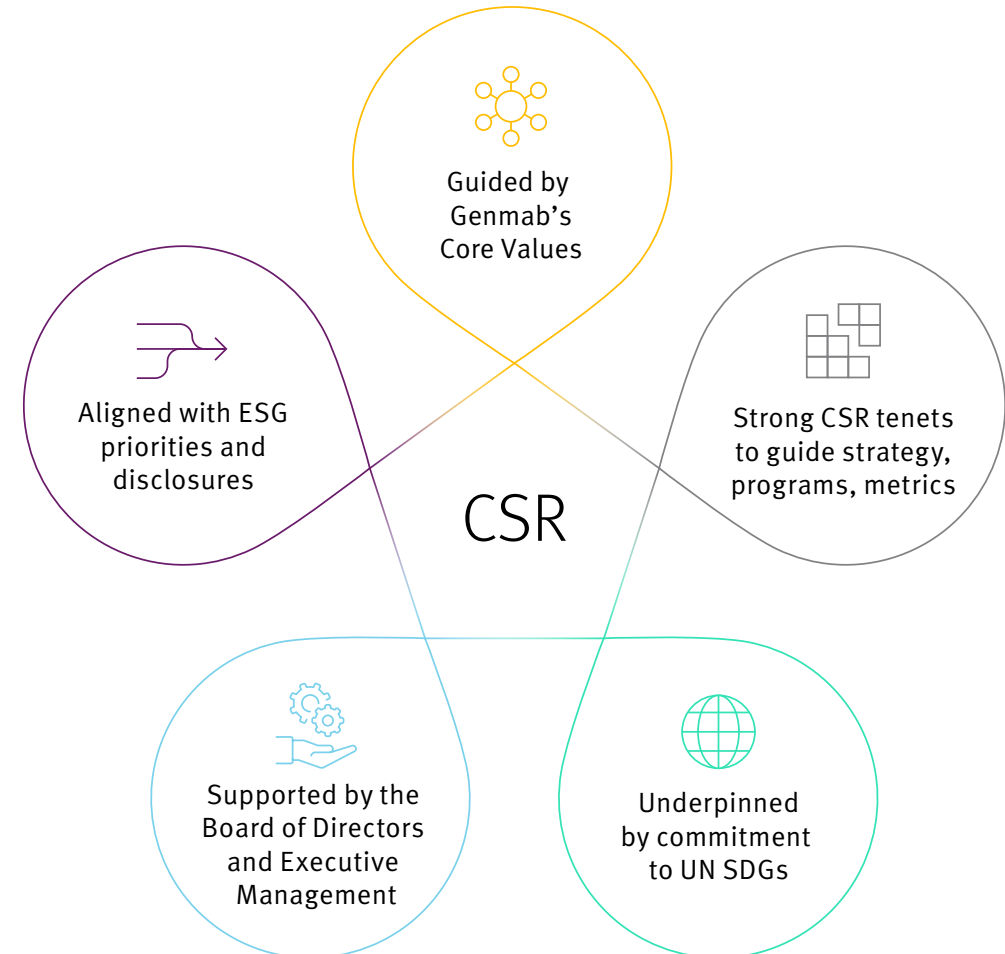 Guided by
Genmab’s
Core Values
Aligned with ESG
priorities and
disclosures
Strong CSR tenets
to guide strategy,
programs, metrics
CSR
Supported by the
Board of Directors
and Executive
Management
Underpinned
by commitment
to UN SDGs